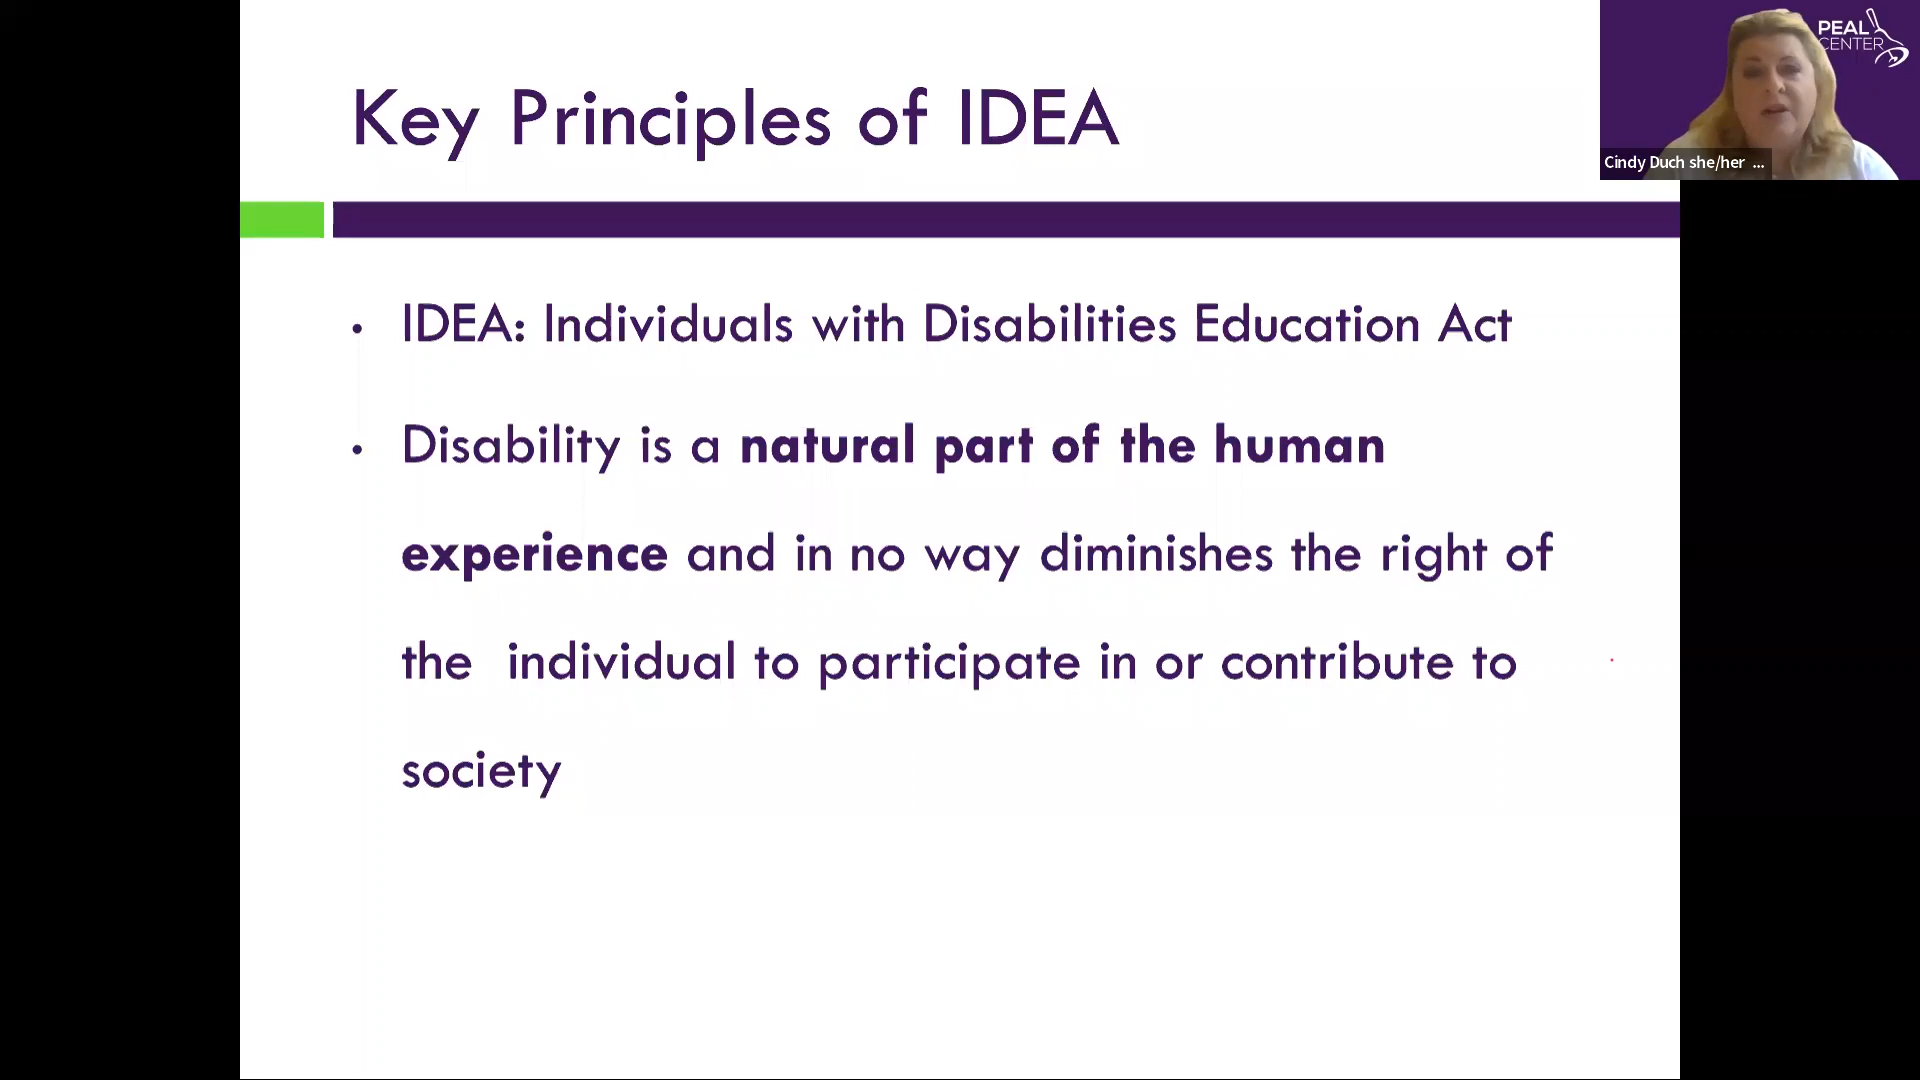 Key Principles of IDEA
PEAL
CENTER
Cindy Duch she/her ...
• IDEA: Individuals with Disabilities Education Act
• Disability is a natural part of the human
experience and in no way diminishes the right of
the individual to participate in or contribute to
society